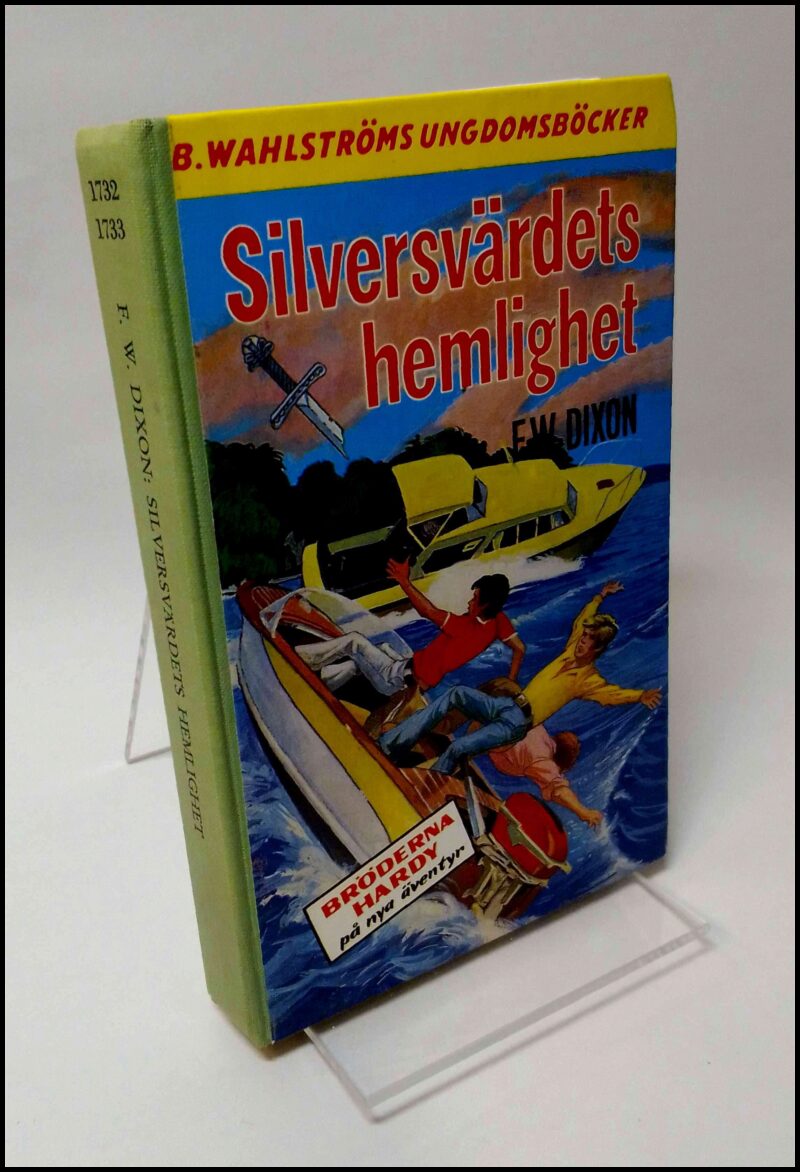 B. WAHLSTRÖMS UNGDOMSBÖCKER
Silversvärdets
hemlighet
F.W. DIXON
BRÖDERNA
HARDY
på nya äventyr
1732
1733
F. W. DIXON: SILVERSVÄRDETS HEMLIGHET